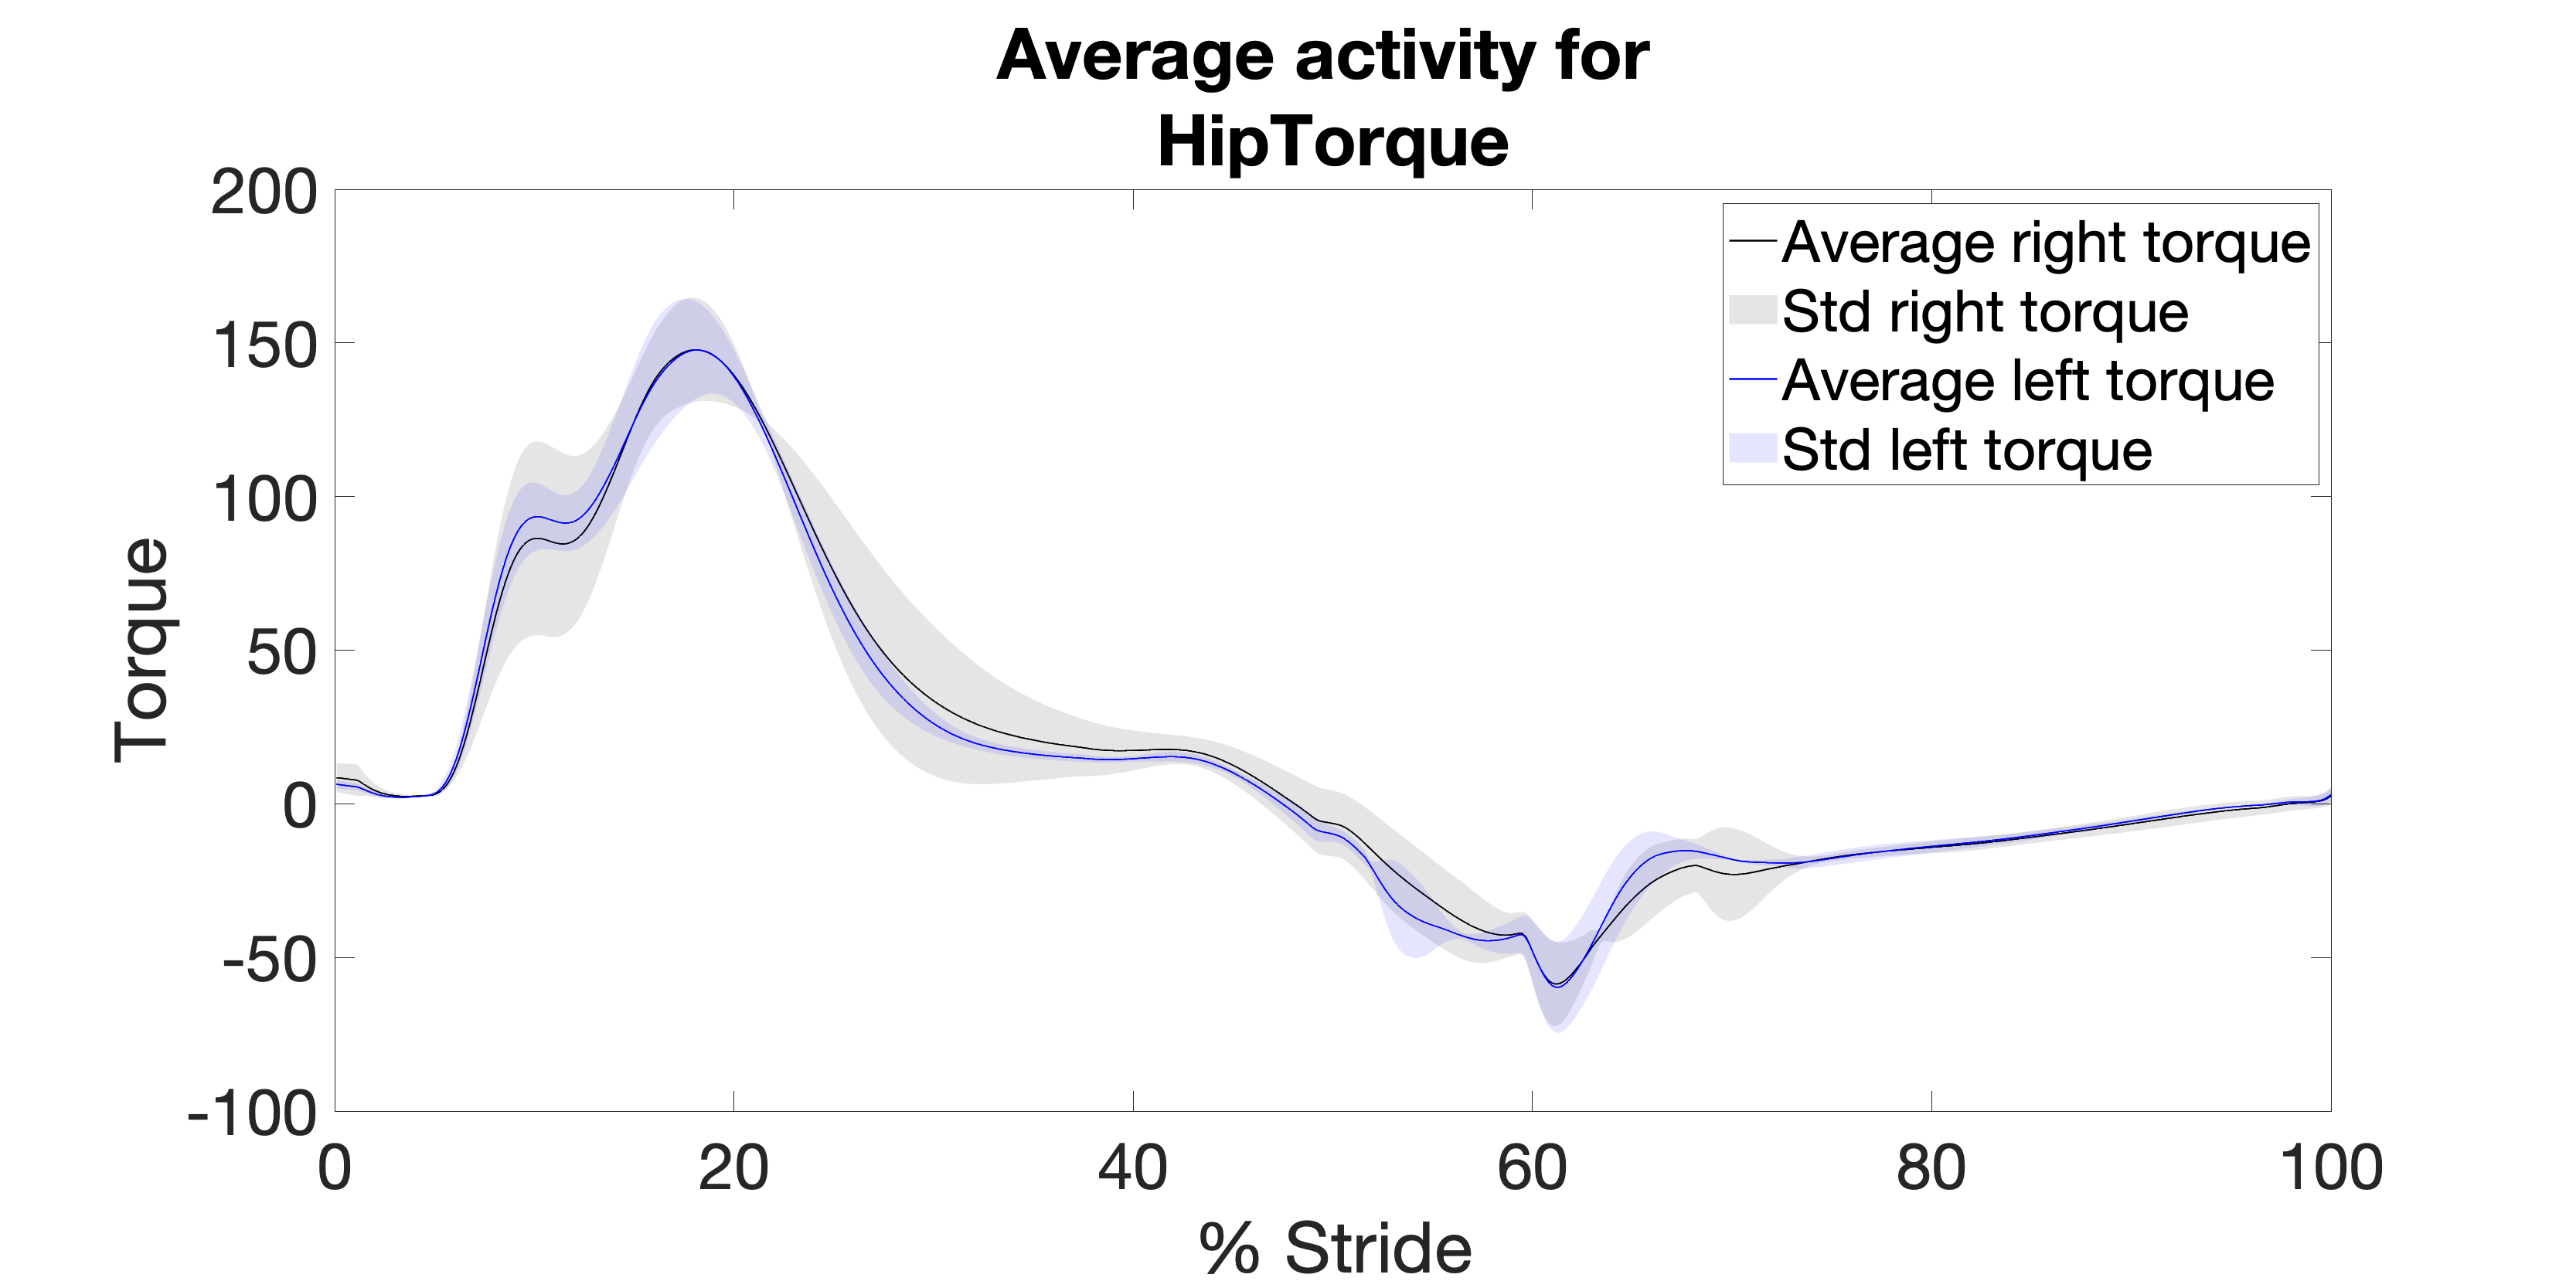 Average activity for
HipTorque
200
150
100
50
0
-50
-100
Torque
Average right torque
Std right torque
Average left torque
Std left torque
0 20 40 60 80 100
% Stride